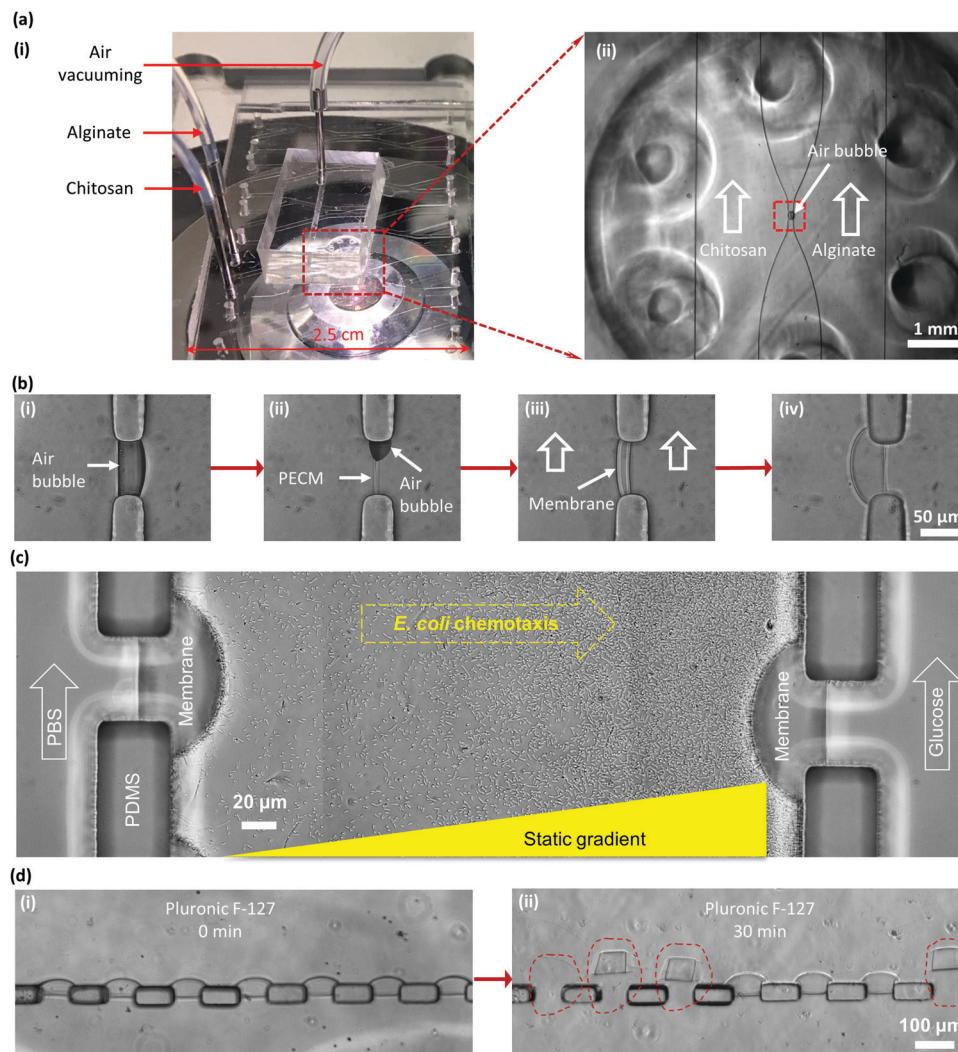 (a)
(i)
Air
vacuuming
Alginate
Chitosan
2.5 cm
(ii)
Air bubble
Chitosan
Alginate
1 mm
(b)
(i)
Air
bubble
(ii)
PECM
Air
bubble
(iii)
Membrane
(iv)
50 µm
(c)
E. coli chemotaxis
PBS
Membrane
PDMS
20 µm
Membrane
Glucose
Static gradient
(d)
(i)
Pluronic F-127
0 min
(ii)
Pluronic F-127
30 min
100 µm